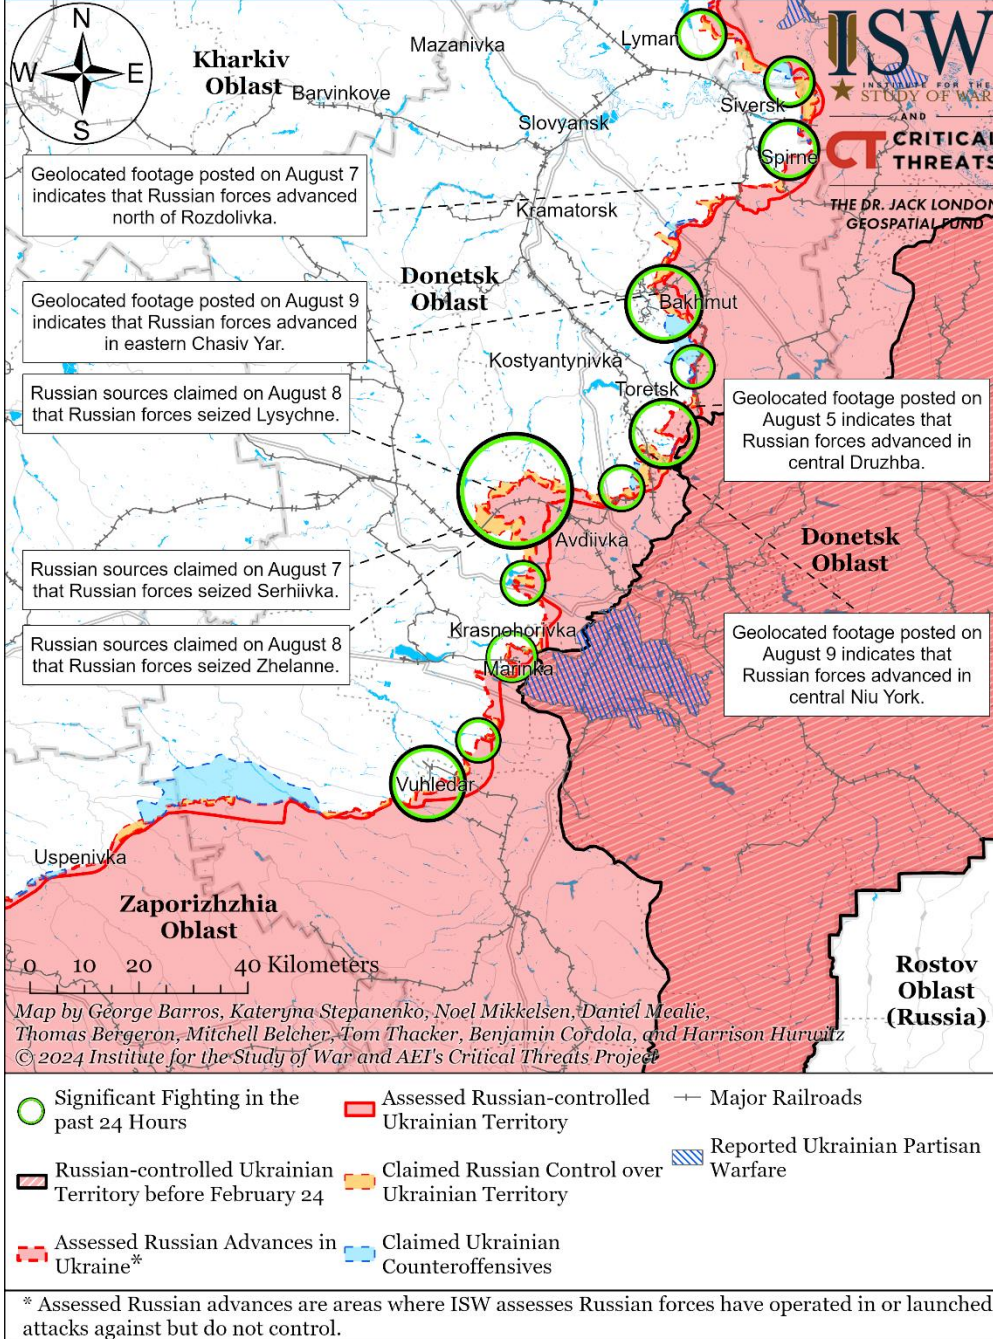 N
W
E
S
Kharkiv
Oblast
Mazanivka
Barvinkove
Lyman
Slovyansk
Siversk
Spirne
Kramatorsk
ISW
INSTITUTE FOR THE
STUDY OF WAR
AND
CT CRITICAL
THREATS
THE DR. JACK LONDON
GEOSPATIAL FUND
Geolocated footage posted on August 7
indicates that Russian forces advanced
north of Rozdolivka.
Donetsk
Oblast
Bakhmut
Geolocated footage posted on August 9
indicates that Russian forces advanced
in eastern Chasiv Yar.
Kostyantynivka
Toretsk
Russian sources claimed on August 8
that Russian forces seized Lysychne.
Geolocated footage posted on
August 5 indicates that
Russian forces advanced in
central Druzhba.
Avdiivka
Donetsk
Oblast
Russian sources claimed on August 7
that Russian forces seized Serhiivka.
Russian sources claimed on August 8
that Russian forces seized Zhelanne.
Krasnohorivka
Marinka
Geolocated footage posted on
August 9 indicates that
Russian forces advanced in
central Niu York.
Vuhledar
Uspenivka
Zaporizhzhia
Oblast
Rostov
Oblast
(Russia)
0 10 20 40 Kilometers
Map by George Barros, Kateryna Stepanenko, Noel Mikkelsen, Daniel Mealie,
Thomas Bergeron, Mitchell Belcher, Tom Thacker, Benjamin Cordola, and Harrison Hurwitz
© 2024 Institute for the Study of War and AEI's Critical Threats Project
Significant Fighting in the
past 24 Hours
Russian-controlled Ukrainian
Territory before February 24
Assessed Russian Advances in
Ukraine*
Assessed Russian-controlled
Ukrainian Territory
Claimed Russian Control over
Ukrainian Territory
Claimed Ukrainian
Counteroffensives
Major Railroads
Reported Ukrainian Partisan
Warfare
* Assessed Russian advances are areas where ISW assesses Russian forces have operated in or launched
attacks against but do not control.